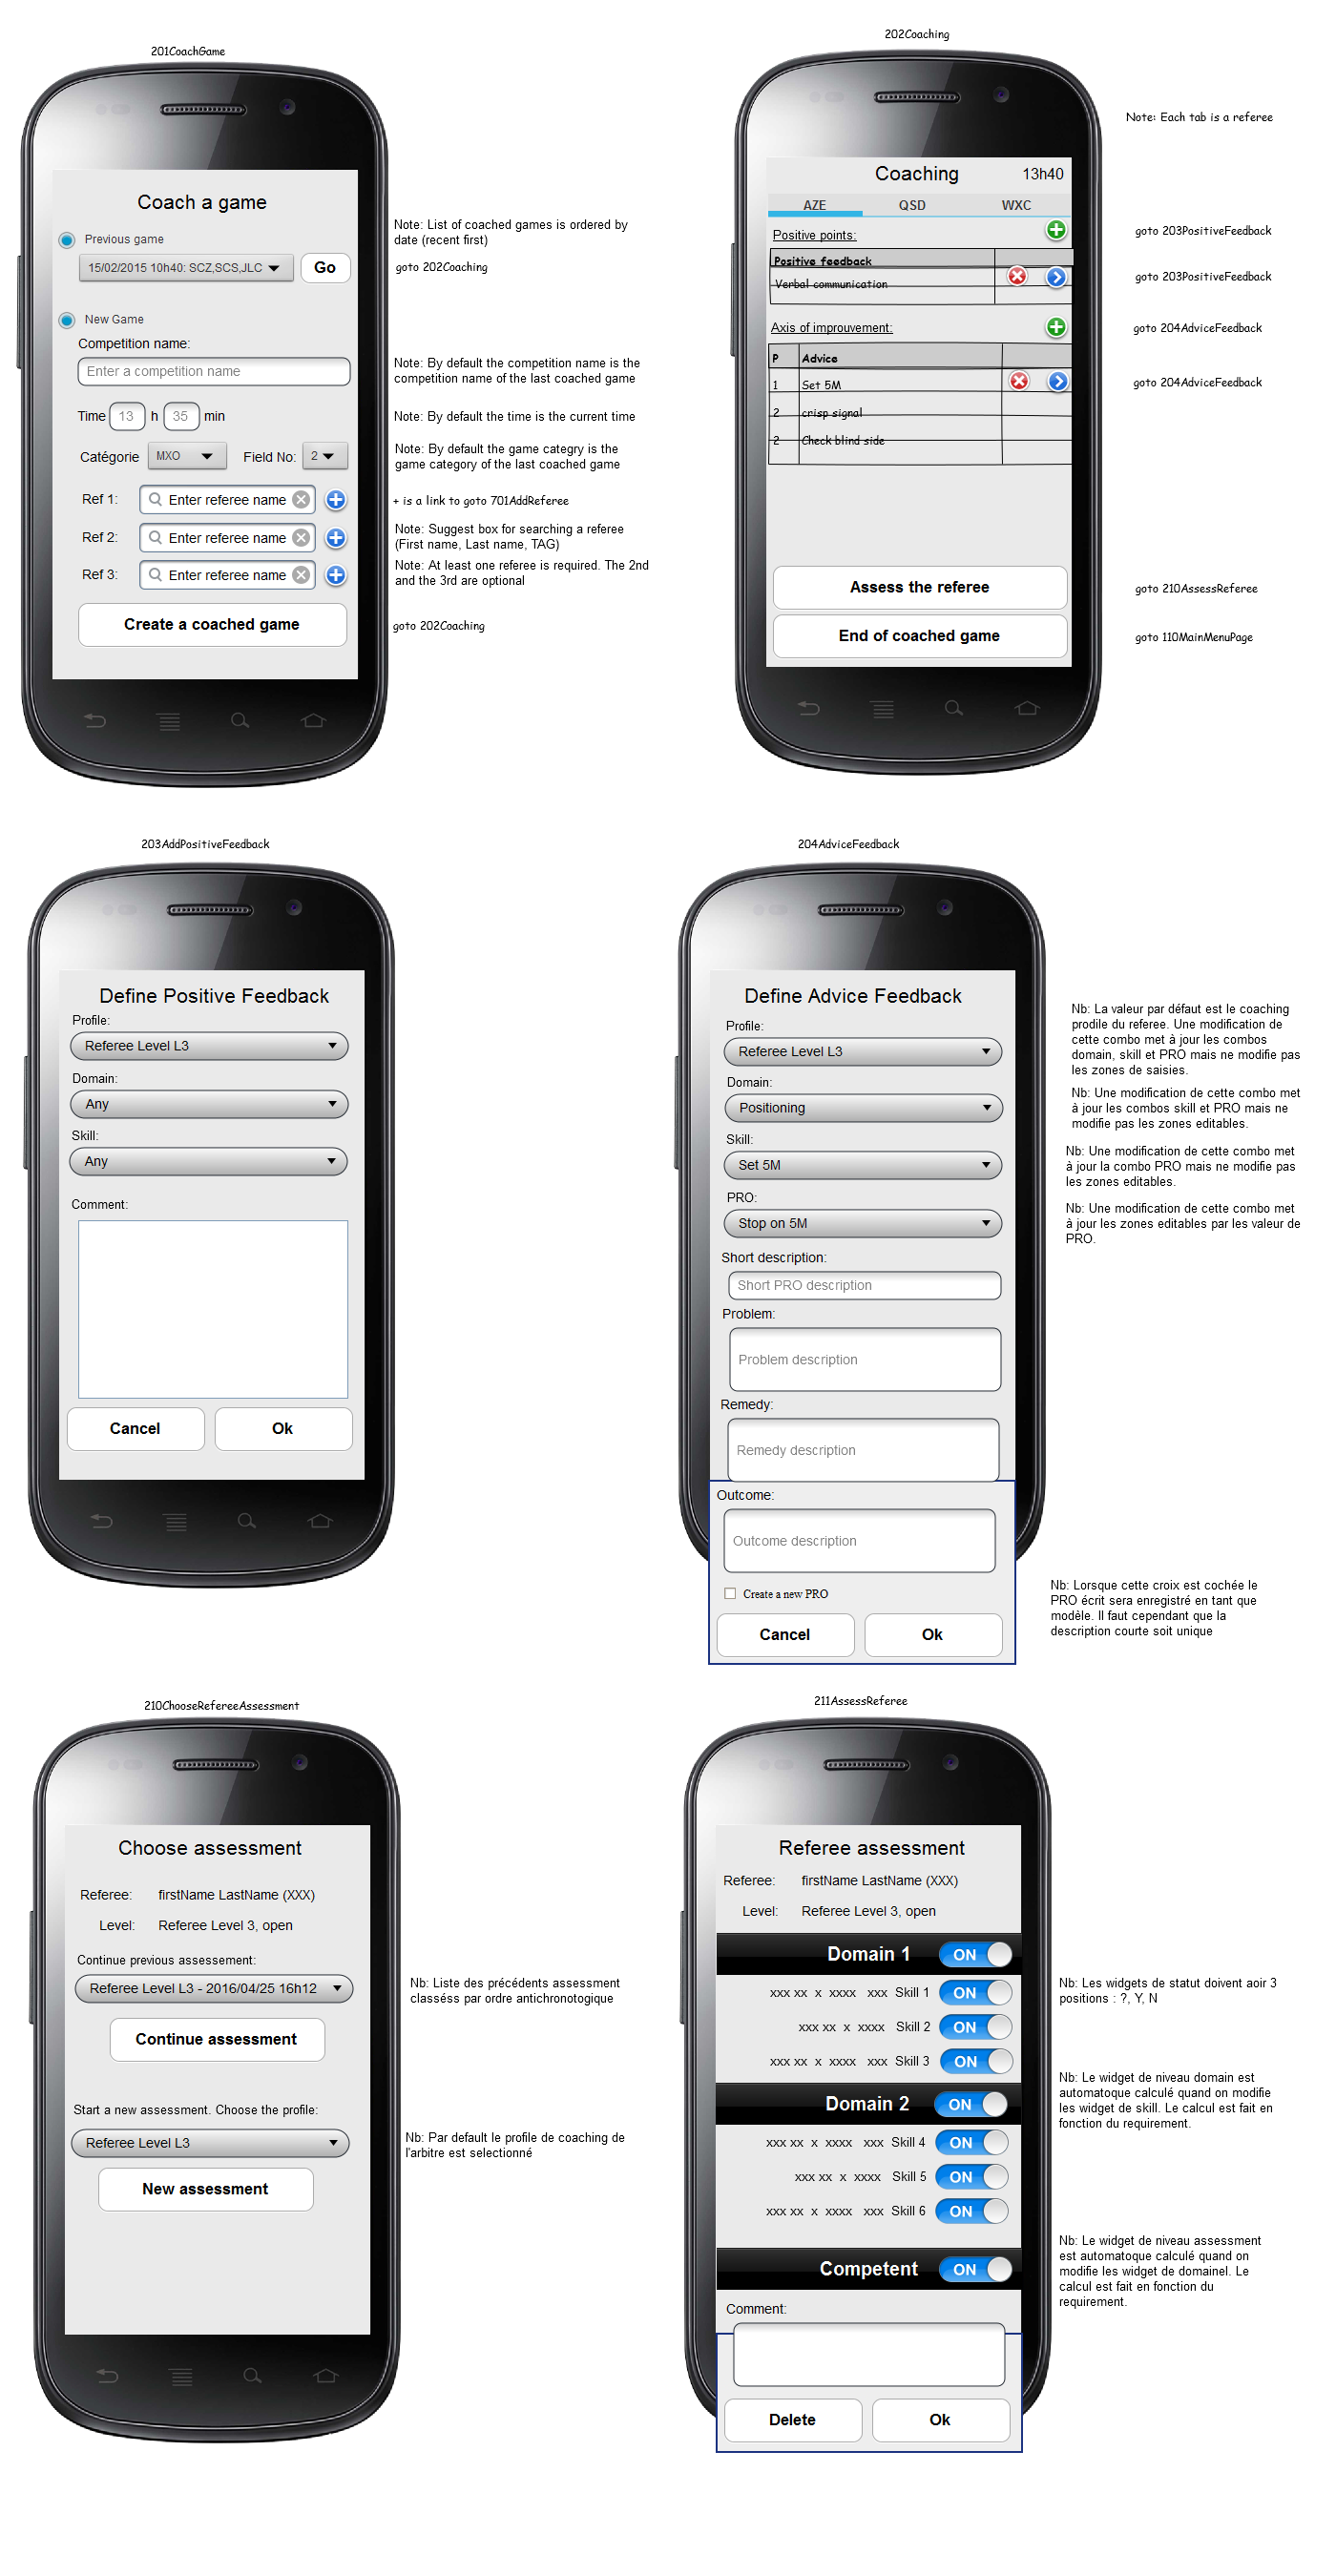 201CoachGame
Coach a game
Previous game
15/02/2015 10h40: SCZ,SCS,JLC
Go
New Game
Competition name:
Enter a competition name
Time 13 h 35 min
Catégorie MXO Field No: 2
Ref 1: Enter referee name
Ref 2: Enter referee name
Ref 3: Enter referee name
Create a coached game
Note: List of coached games is ordered by
date (recent first)
goto 202Coaching
Note: By default the competition name is the
competition name of the last coached game
Note: By default the time is the current time
Note: By default the game categry is the
game category of the last coached game
+ is a link to goto 701AddReferee
Note: Suggest box for searching a referee
(First name, Last name, TAG)
Note: At least one referee is required. The 2nd
and the 3rd are optional
goto 202Coaching
202Coaching
Coaching 13h40
AZE QSD WXC
Positive points:
Positive feedback
Verbal communication
Axis of improuvement:
P Advice
1 Set 5M
2 crisp signal
2 Check blind side
Assess the referee
End of coached game
Note: Each tab is a referee
goto 203PositiveFeedback
goto 203PositiveFeedback
goto 204AdviceFeedback
goto 204AdviceFeedback
goto 210AssessReferee
goto 110MainMenuPage
203AddPositiveFeedback
Define Positive Feedback
Profile:
Referee Level L3
Domain:
Any
Skill:
Any
Comment:
Cancel Ok
204AdviceFeedback
Define Advice Feedback
Profile:
Referee Level L3
Domain:
Positioning
Skill:
Set 5M
PRO:
Stop on 5M
Short description:
Short PRO description
Problem:
Problem description
Remedy:
Remedy description
Outcome:
Outcome description
Create a new PRO
Cancel Ok
Nb: La valeur par défaut est le coaching
prodile du referee. Une modification de
cette combo met à jour les combos
domain, skill et PRO mais ne modifie pas
les zones de saisies.
Nb: Une modification de cette combo met
à jour les combos skill et PRO mais ne
modifie pas les zones editables.
Nb: Une modification de cette combo met
à jour la combo PRO mais ne modifie pas
les zones editables.
Nb: Une modification de cette combo met
à jour les zones editables par les valeur de
PRO.
Nb: Lorsque cette croix est cochée le
PRO écrit sera enregistré en tant que
modèle. Il faut cependant que la
description courte soit unique
210ChooseRefereeAssessment
Choose assessment
Referee: firstName LastName (XXX)
Level: Referee Level 3, open
Continue previous assessement:
Referee Level L3 - 2016/04/25 16h12
Continue assessment
Start a new assessment. Choose the profile:
Referee Level L3
New assessment
Nb: Liste des précédents assessment
classéss par ordre antichronotogique
Nb: Par default le profile de coaching de
l'arbitre est selectionné
211AssessReferee
Referee assessment
Referee: firstName LastName (XXX)
Level: Referee Level 3, open
Domain 1 ON
xxx xx x xxxx xxx Skill 1 ON
xxx xx x xxxx Skill 2 ON
xxx xx x xxxx xxx Skill 3 ON
Domain 2 ON
xxx xx x xxxx xxx Skill 4 ON
xxx xx x xxxx Skill 5 ON
xxx xx x xxxx xxx Skill 6 ON
Competent ON
Comment:
Delete Ok
Nb: Les widgets de statut doivent aoir 3
positions : ?, Y, N
Nb: Le widget de niveau domain est
automatoque calculé quand on modifie
les widget de skill. Le calcul est fait en
fonction du requirement.
Nb: Le widget de niveau assessment
est automatoque calculé quand on
modifie les widget de domainel. Le
calcul est fait en fonction du
requirement.